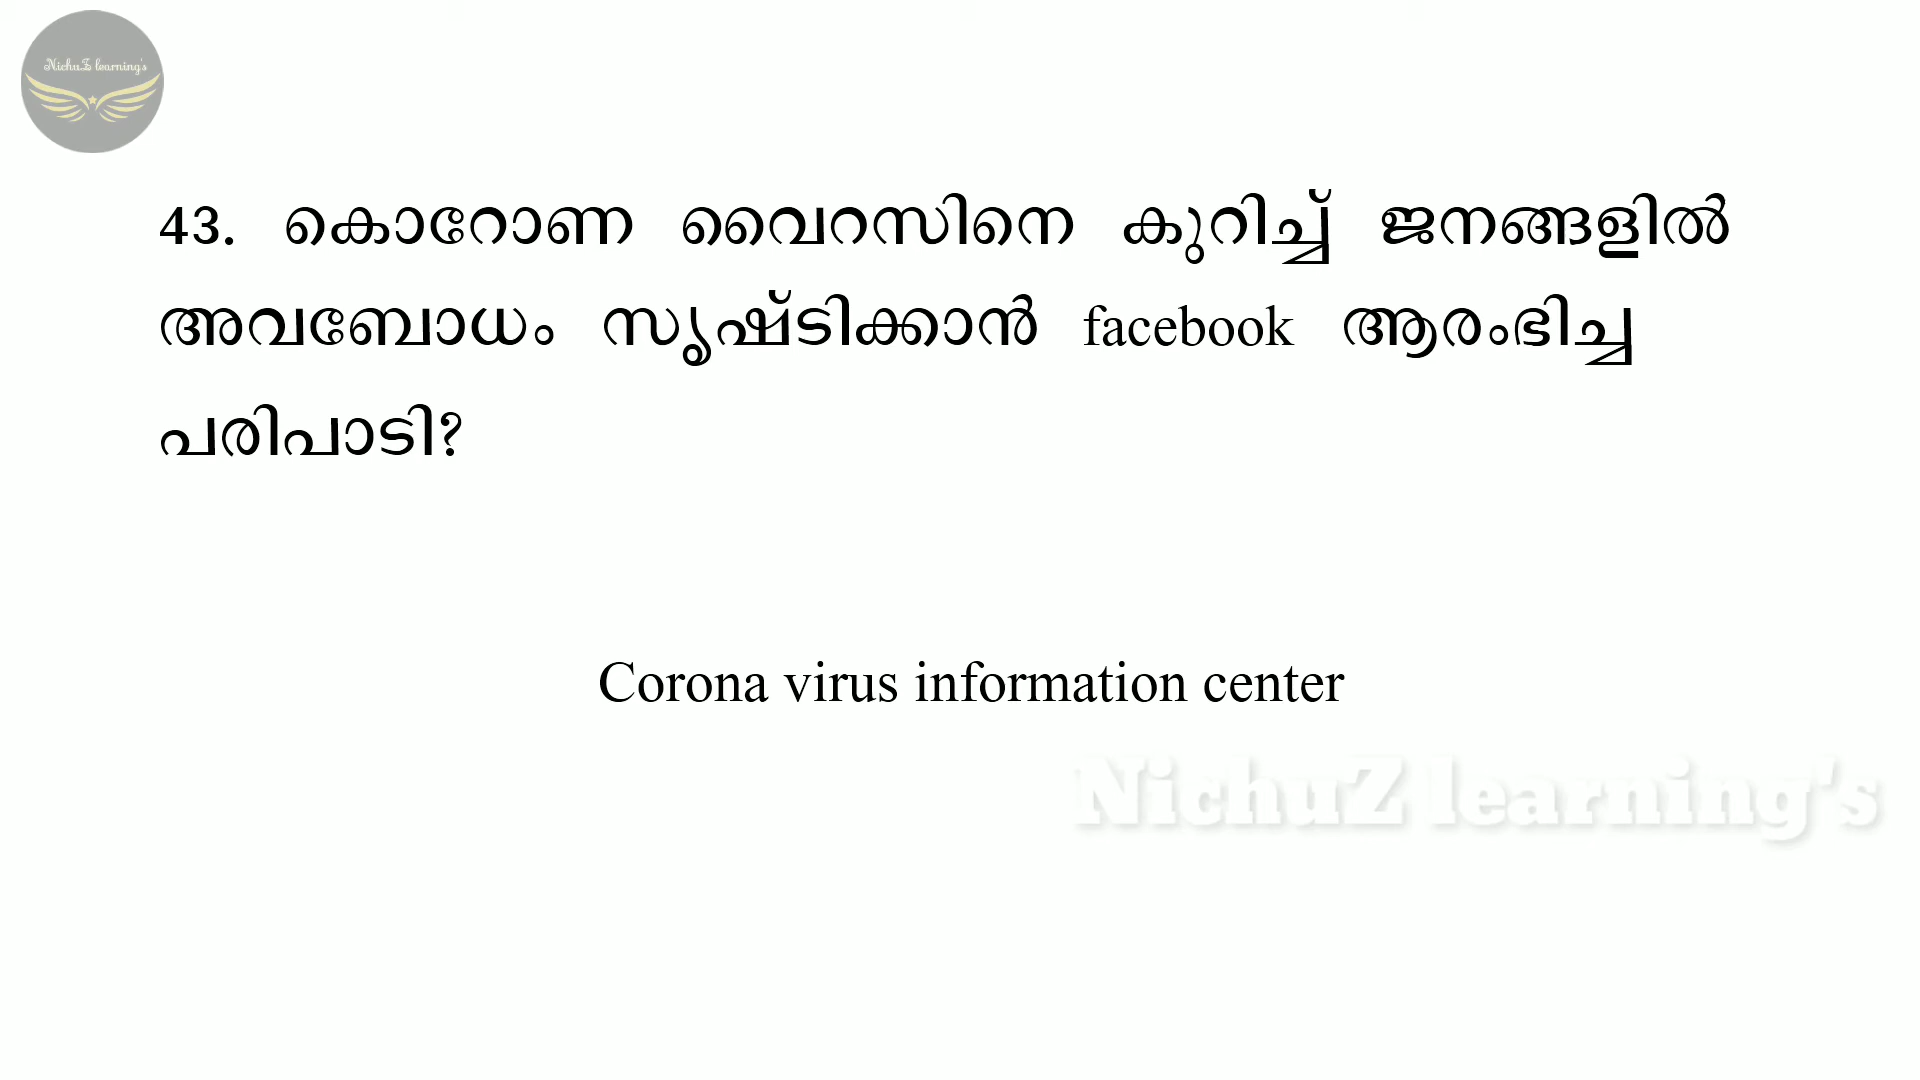 NichuZ learning's
43. കൊറോണ വൈറസിനെ കുറിച്ച് ജനങ്ങളിൽ
അവബോധം സൃഷ്ടിക്കാൻ facebook ആരംഭിച്ച
പരിപാടി?
Corona virus information center
NichuZ learning's